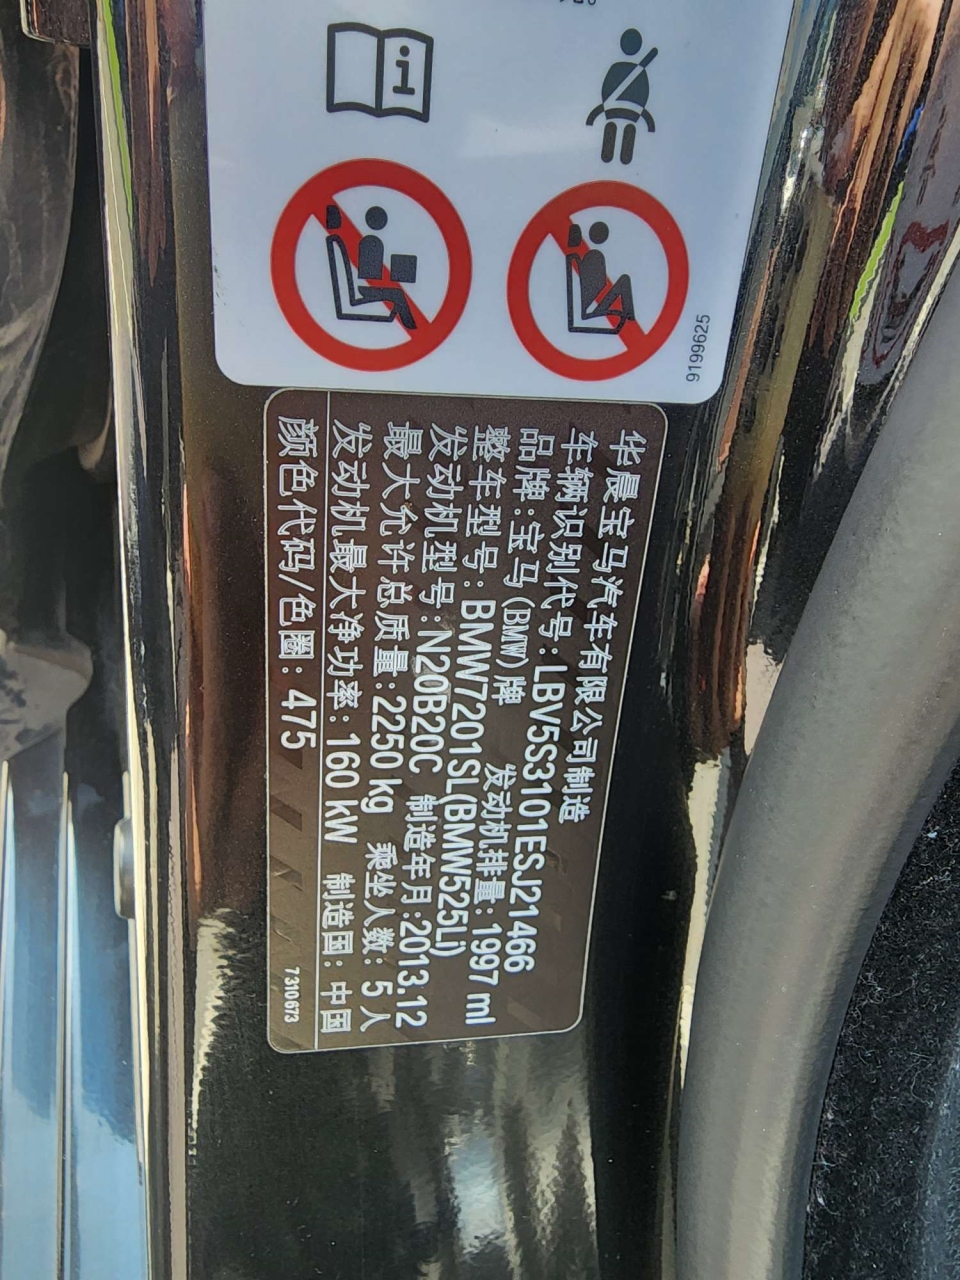 9199625
华晨宝马汽车有限公司制造
车辆识别代号:LBV5S3101ESJ21466
品牌:宝马(BMW)牌 发动机排量:1997 ml
整车型号:BMW7201SL(BMW525Li)
发动机型号:N20B20C 制造年月:2013.12
最大允许总质量:2250 kg 乘坐人数:5人
发动机最大净功率:160 kW 制造国:中国
颜色代码/色圈:475
7 310673